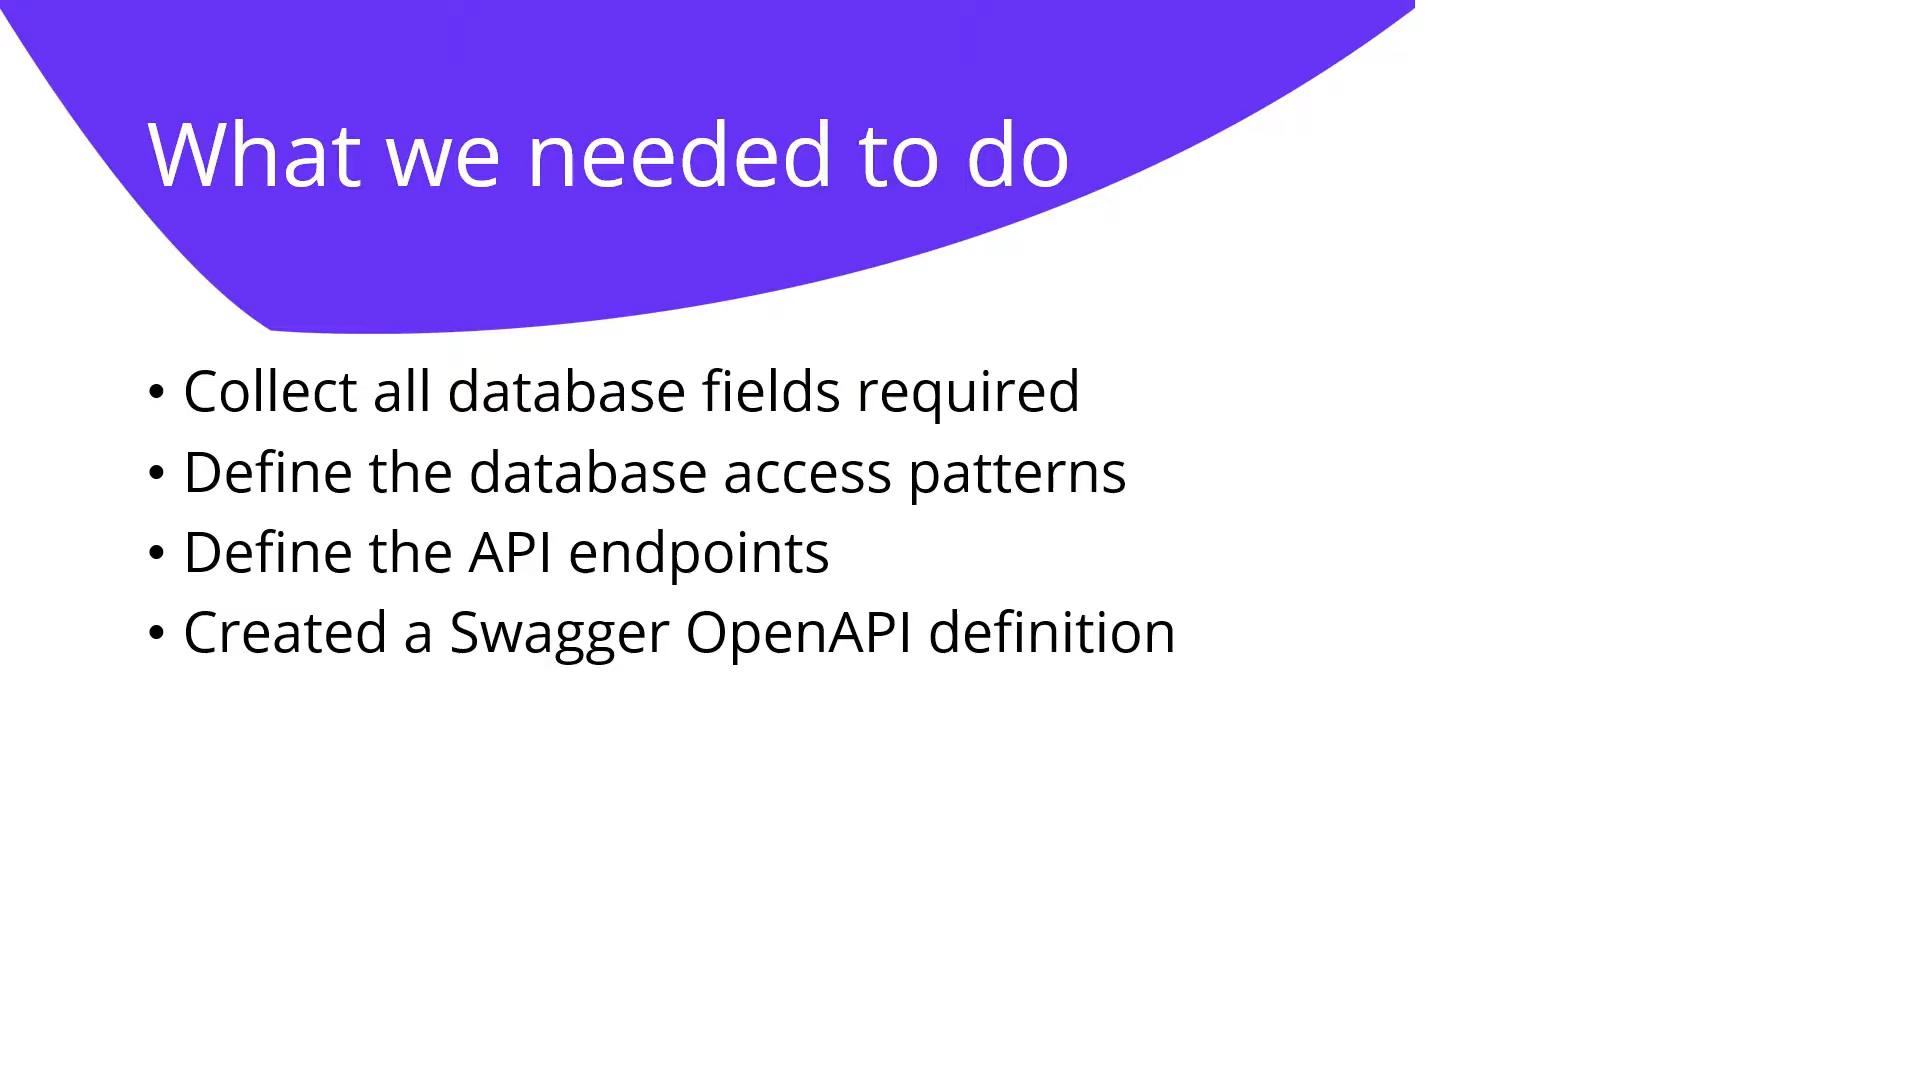 What we needed to do
• Collect all database fields required
• Define the database access patterns
• Define the API endpoints
• Created a Swagger OpenAPI definition